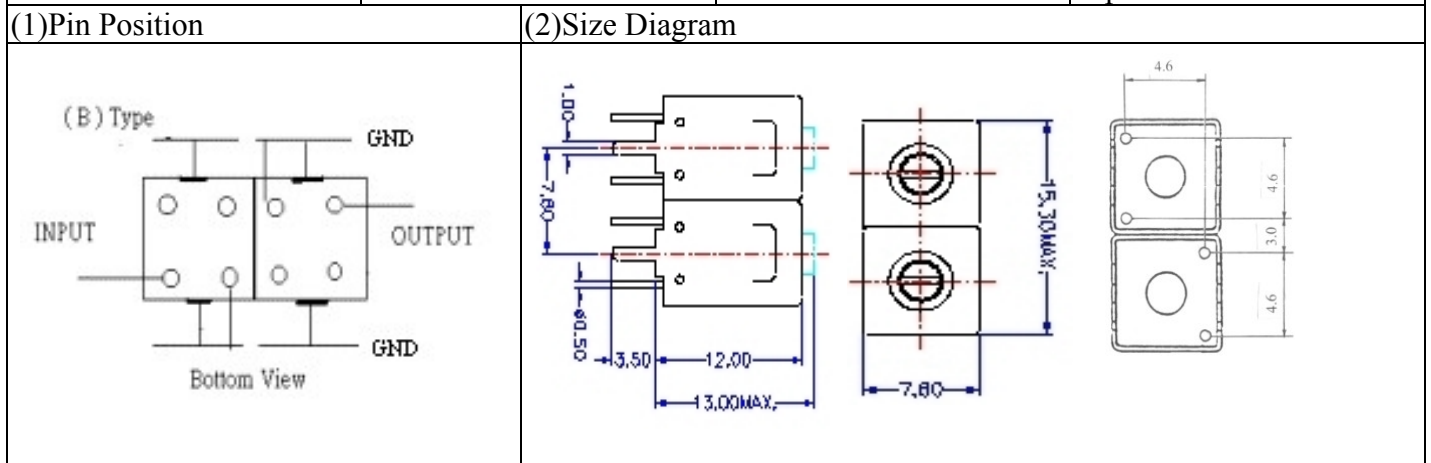 (1)Pin Position
(2)Size Diagram
(B) Type
GND
INPUT
OUTPUT
GND
Bottom View
1.00
7.80
ø0.50
3.50
12.00
13.00MAX.
15.30MAX.
7.80
4.6
4.6
3.0
4.6